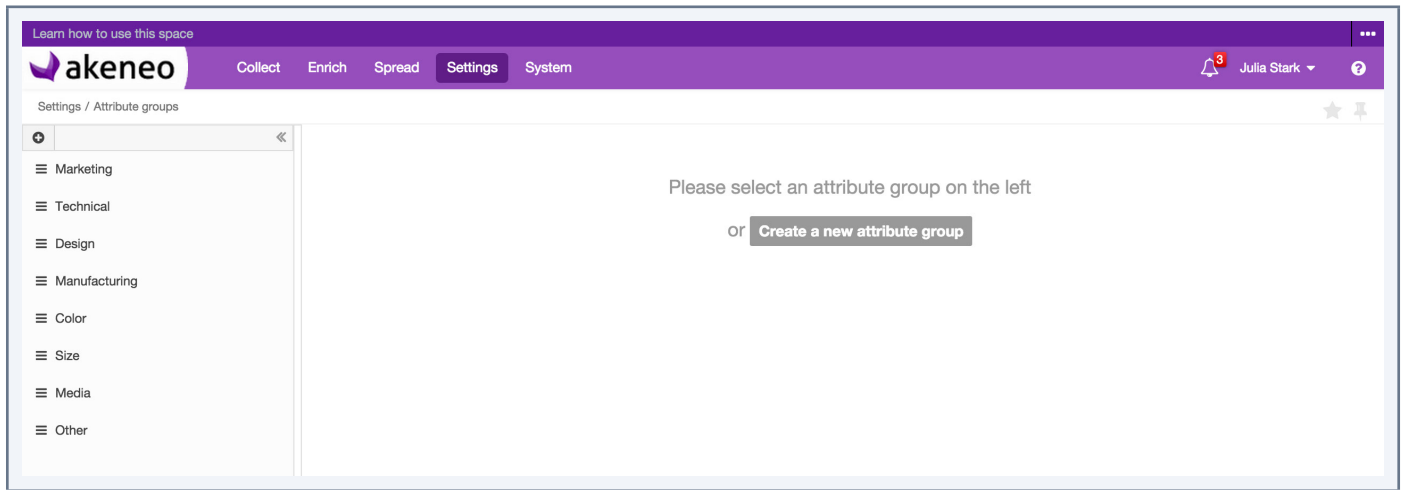 Learn how to use this space
akeneo Collect Enrich Spread Settings System 3 Julia Stark
Settings / Attribute groups
Marketing
Technical
Design
Manufacturing
Color
Size
Media
Other
Please select an attribute group on the left
or Create a new attribute group